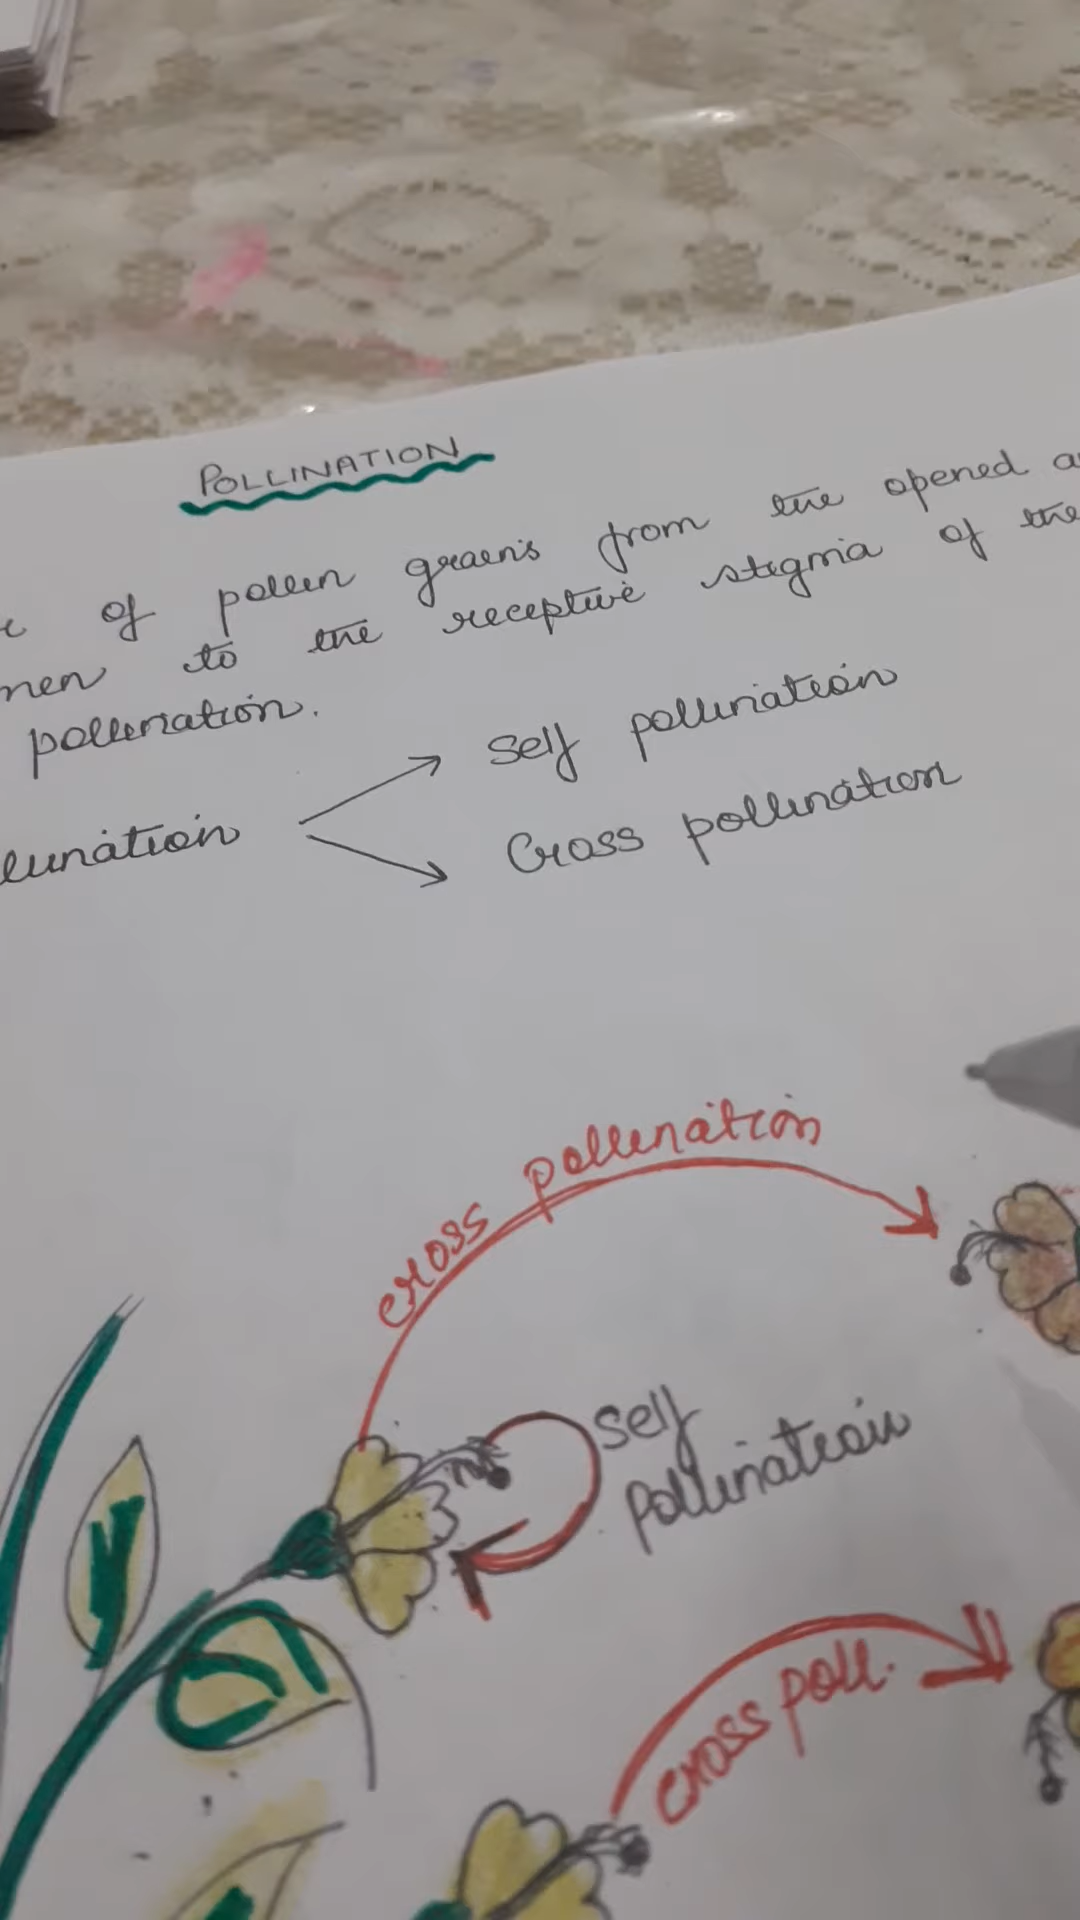 POLLINATION
of pollen grains from the opened
to the receptive stigma of the
pollination.
Self pollination
Cross pollination
cross pollination
Self
pollination
cross poll.